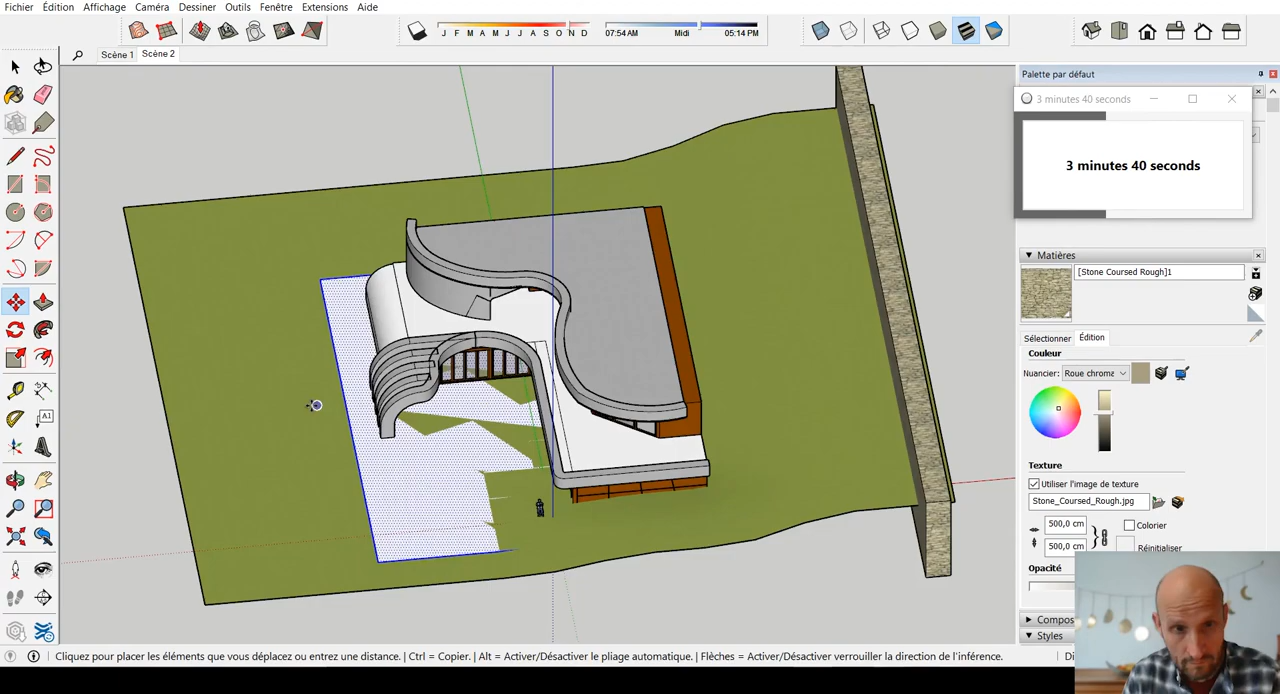 Fichier Édition Affichage Caméra Dessiner Outils Fenêtre Extensions Aide
J F M A M J J A S O N D
07:54 AM Midi 05:14 PM
Scène 1 Scène 2
Palette par défaut
3 minutes 40 seconds
3 minutes 40 seconds
Matières
[Stone Coursed Rough]1
Sélectionner Édition
Couleur
Nuancier: Roue chroma
A1
Texture
Utiliser l'image de texture
Stone_Coursed_Rough.jpg
500,0 cm
Colorier
500,0 cm
Réinitialiser
Opacité
Compos
Styles
Cliquez pour placer les éléments que vous déplacez ou entrez une distance. | Ctrl = Copier. | Alt = Activer/Désactiver le pliage automatique. | Flèches = Activer/Désactiver verrouiller la direction de l'inférence.
Di